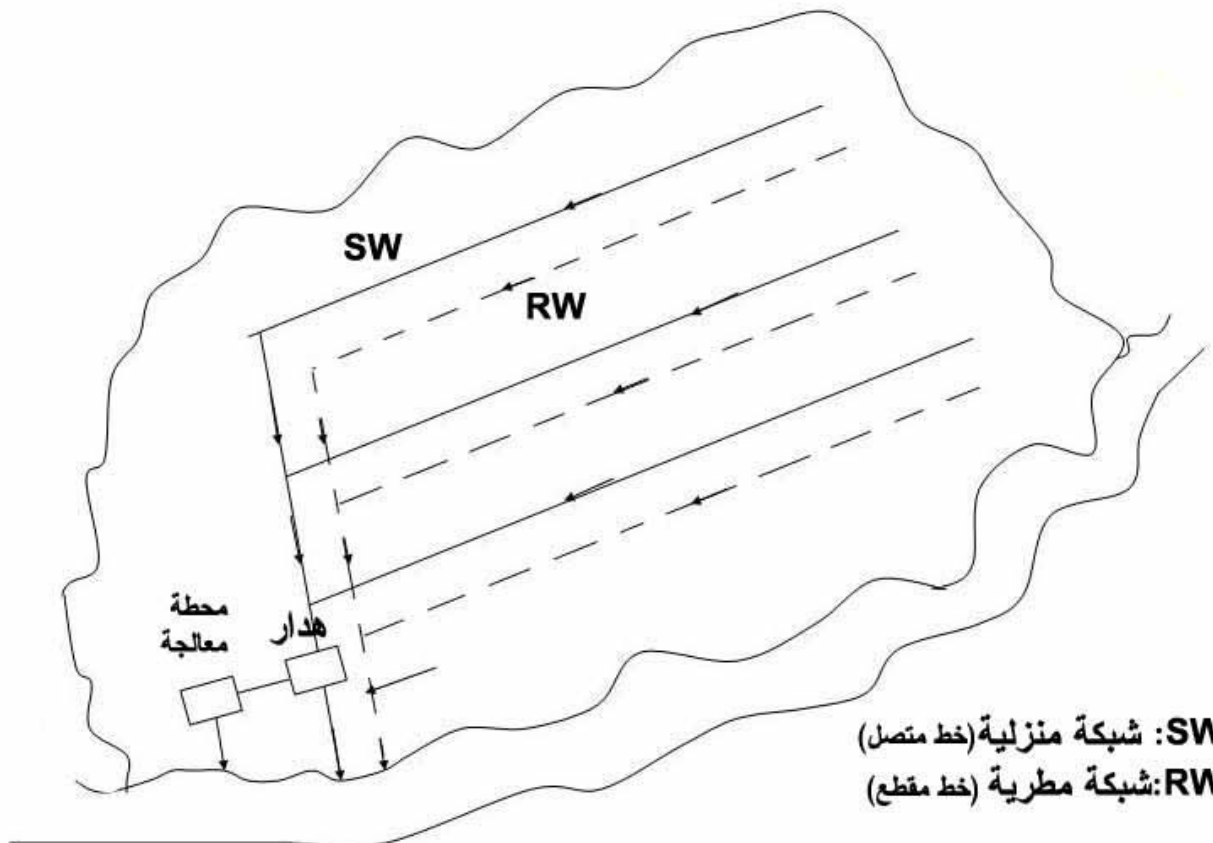 SW
RW
محطة
معالجة
هدار
SW: شبكة منزلية (خط متصل)
RW:شبكة مطرية (خط مقطع)